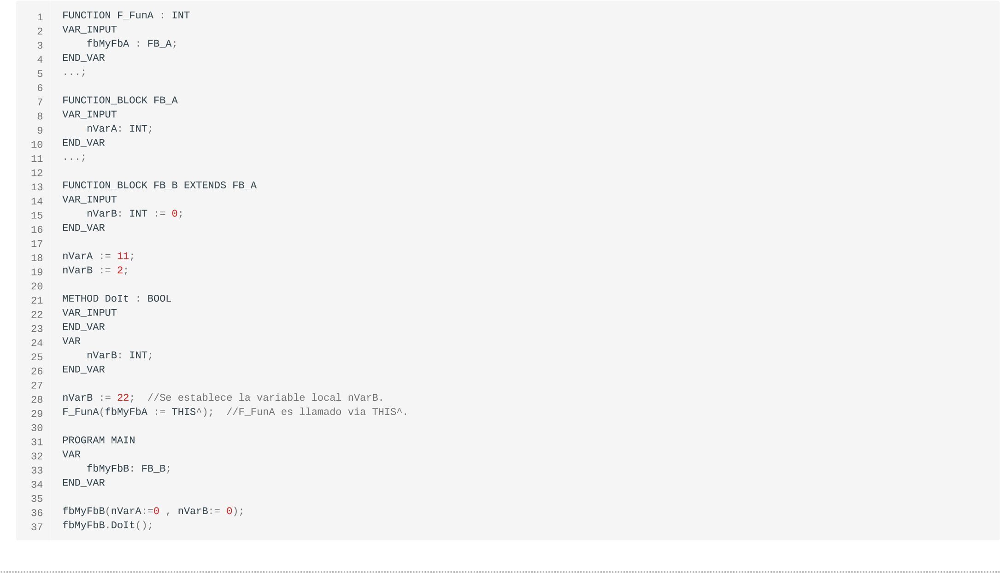 1 FUNCTION F_FunA : INT
2 VAR_INPUT
3     fbMyFbA : FB_A;
4 END_VAR
5 ...;
6
7 FUNCTION_BLOCK FB_A
8 VAR_INPUT
9     nVarA: INT;
10 END_VAR
11 ...;
12
13 FUNCTION_BLOCK FB_B EXTENDS FB_A
14 VAR_INPUT
15     nVarB: INT := 0;
16 END_VAR
17
18 nVarA := 11;
19 nVarB := 2;
20
21 METHOD DoIt : BOOL
22 VAR_INPUT
23 END_VAR
24 VAR
25     nVarB: INT;
26 END_VAR
27
28 nVarB := 22;  //Se establece la variable local nVarB.
29 F_FunA(fbMyFbA := THIS^);  //F_FunA es llamado via THIS^.
30
31 PROGRAM MAIN
32 VAR
33     fbMyFbB: FB_B;
34 END_VAR
35
36 fbMyFbB(nVarA:=0 , nVarB:= 0);
37 fbMyFbB.DoIt();